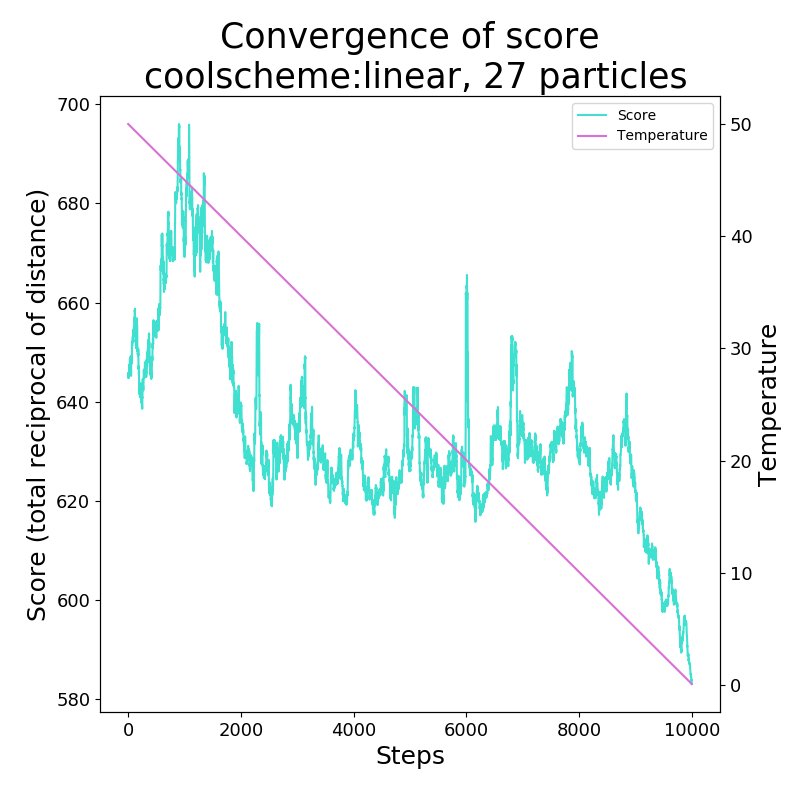 Convergence of score
coolscheme:linear, 27 particles
Score
Temperature
700
680
660
640
620
600
580
Score (total reciprocal of distance)
50
40
30
20
10
0
Temperature
0 2000 4000 6000 8000 10000
Steps